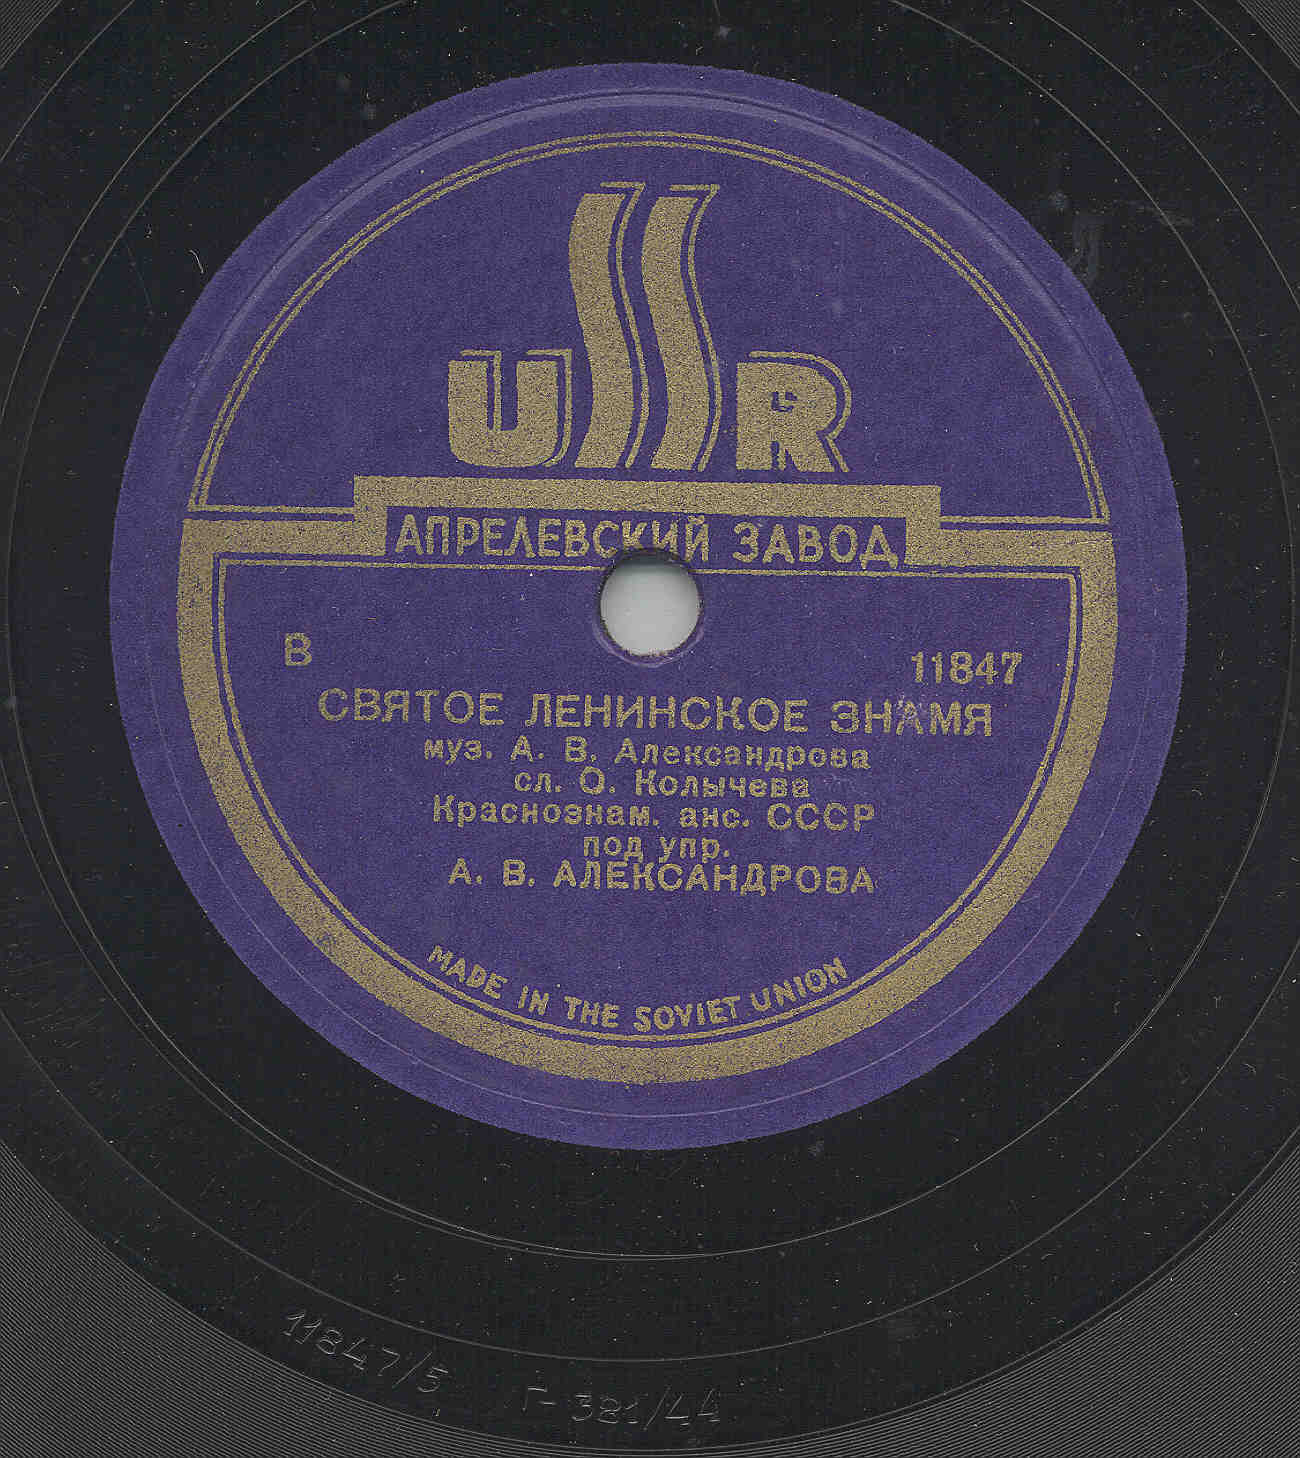 USSR
АПРЕЛЕВСКИЙ ЗАВОД
В 11847
СВЯТОЕ ЛЕНИНСКОЕ ЗНАМЯ
муз. А. В. Александрова
сл. О. Колычева
Краснознам. анс. СССР
под упр.
А. В. АЛЕКСАНДРОВА
MADE IN THE SOVIET UNION
11847/5 Г-381/44